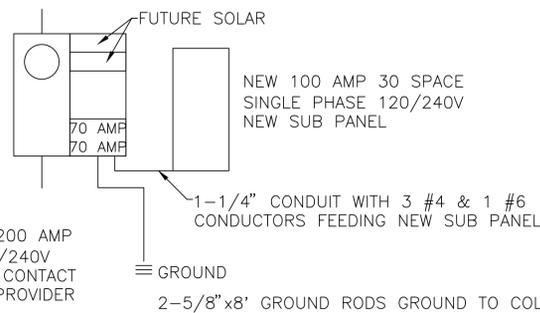 FUTURE SOLAR
NEW 100 AMP 30 SPACE
SINGLE PHASE 120/240V
NEW SUB PANEL
70 AMP
70 AMP
1-1/4" CONDUIT WITH 3 #4 & 1 #6
CONDUCTORS FEEDING NEW SUB PANEL
200 AMP
/240V
CONTACT
PROVIDER
GROUND
2-5/8"x8' GROUND RODS GROUND TO